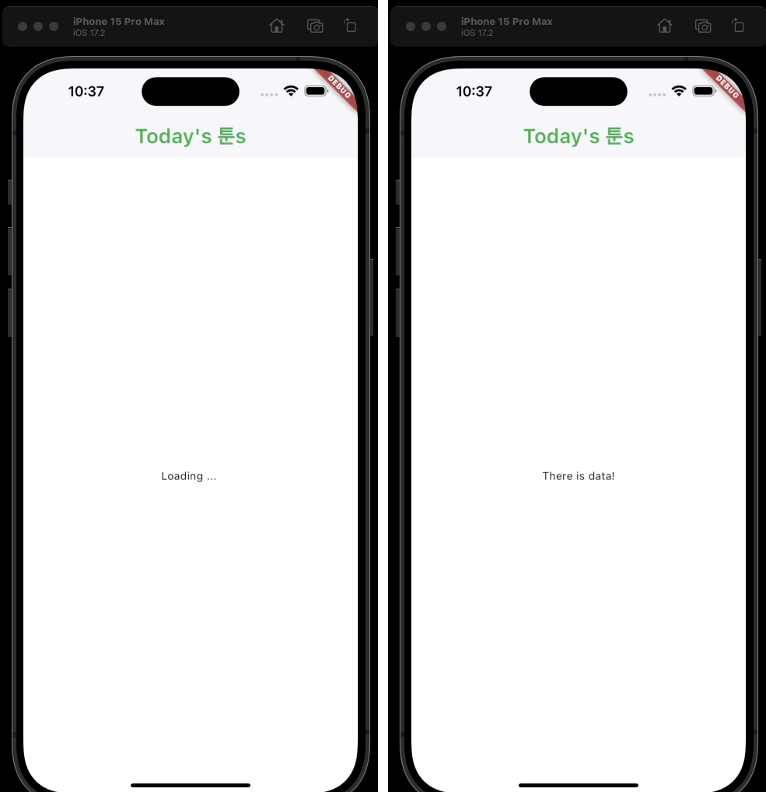 iPhone 15 Pro Max
iOS 17.2
10:37
DEBUG
Today's 툰s
Loading ...
iPhone 15 Pro Max
iOS 17.2
10:37
DEBUG
Today's 툰s
There is data!